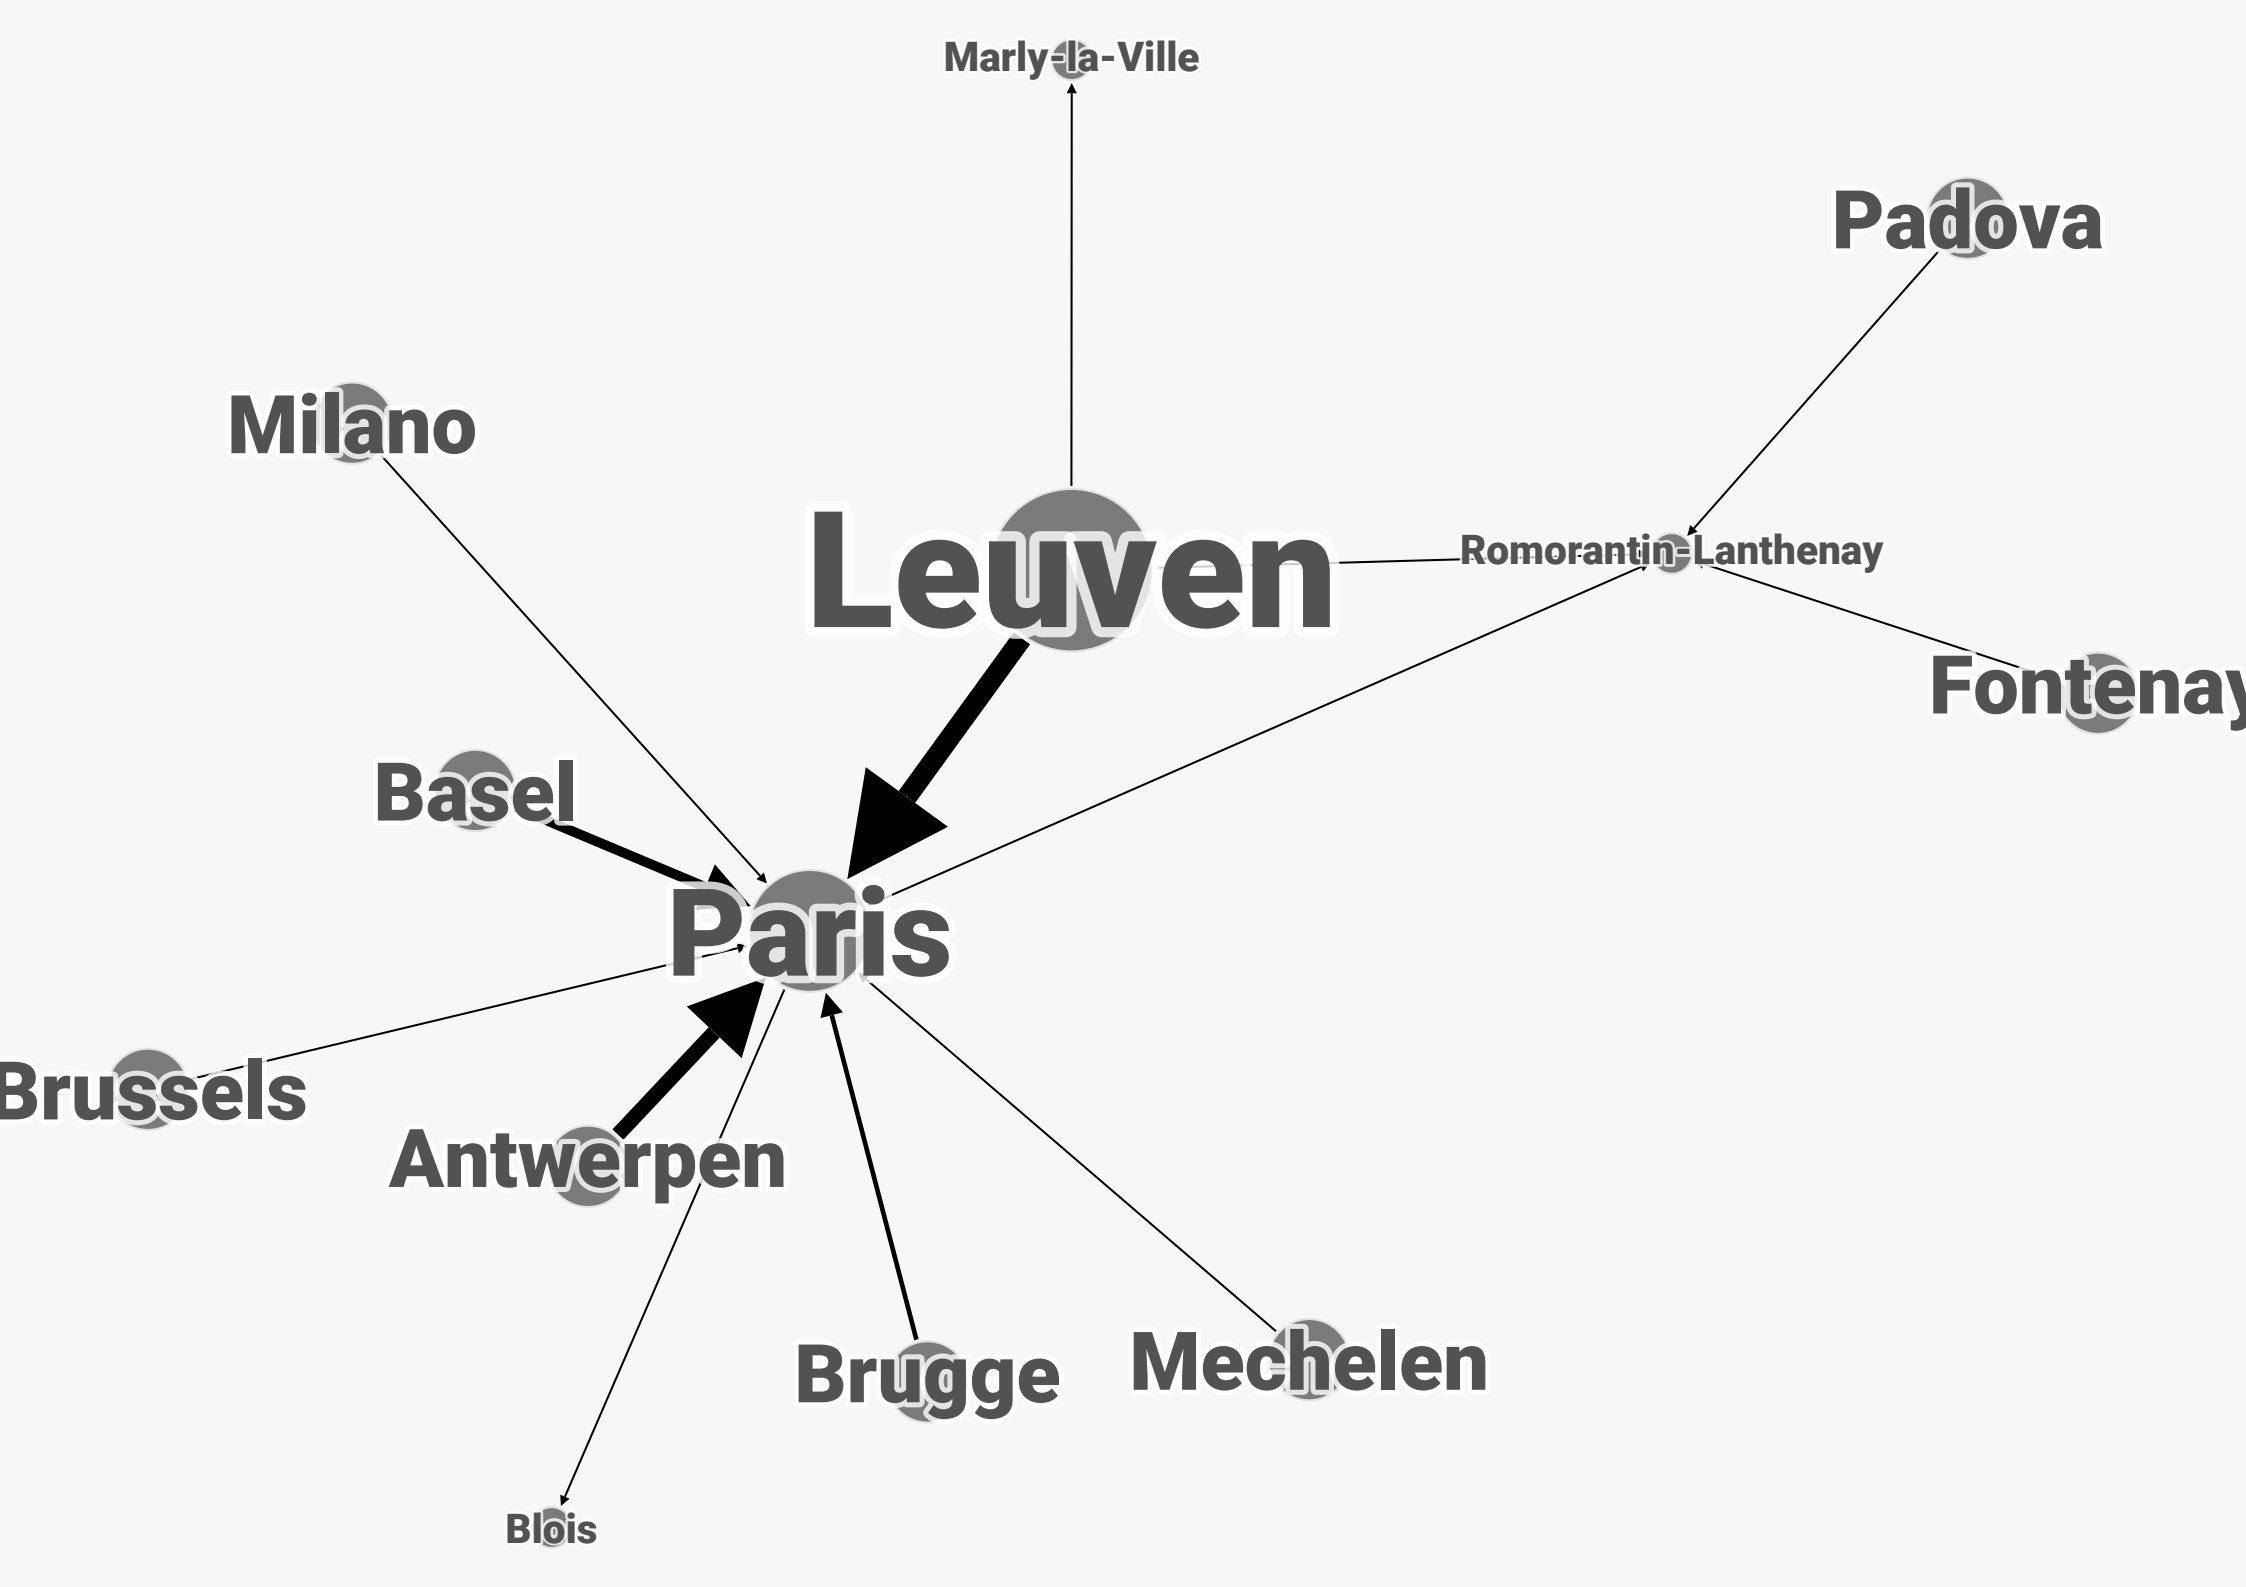 Marly-la-Ville
Padova
Milano
Leuven
Romorantin-Lanthenay
Fontenay
Basel
Paris
Brussels
Antwerpen
Brugge
Mechelen
Blois